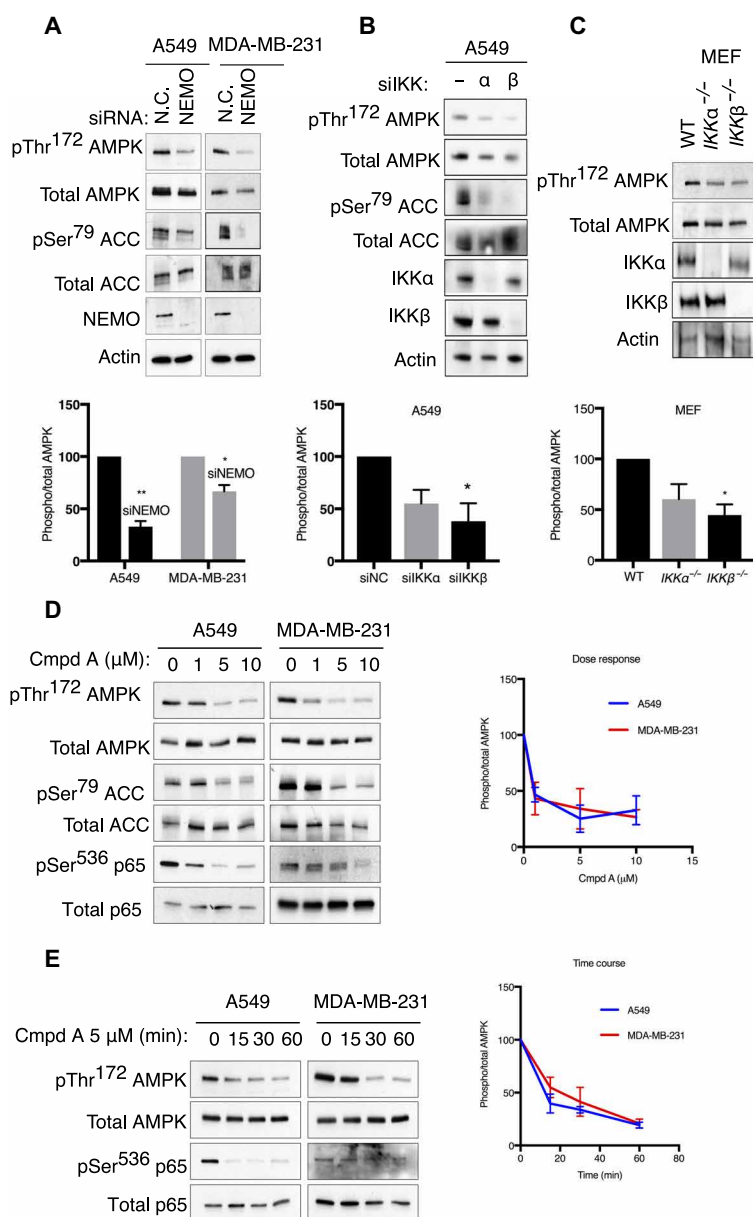 A
A549
MDA-MB-231
siRNA:
N.C.
NEMO
N.C.
NEMO
pThr172 AMPK
Total AMPK
pSer79 ACC
Total ACC
NEMO
Actin
Phospho/total AMPK
150
100
50
0
**
siNEMO
*
siNEMO
A549
MDA-MB-231
B
A549
siIKK: – α β
pThr172 AMPK
Total AMPK
pSer79 ACC
Total ACC
IKKα
IKKβ
Actin
A549
Phospho/total AMPK
150
100
50
0
*
siNC
siIKKα
siIKKβ
C
MEF
WT
IKKα−/−
IKKβ−/−
pThr172 AMPK
Total AMPK
IKKα
IKKβ
Actin
MEF
Phospho/total AMPK
150
100
50
0
*
WT
IKKα−/−
IKKβ−/−
D
A549
MDA-MB-231
Cmpd A (μM): 0 1 5 10 0 1 5 10
pThr172 AMPK
Total AMPK
pSer79 ACC
Total ACC
pSer536 p65
Total p65
Dose response
Phospho/total AMPK
150
100
50
0
A549
MDA-MB-231
0 5 10 15
Cmpd A (μM)
E
A549
MDA-MB-231
Cmpd A 5 μM (min): 0 15 30 60 0 15 30 60
pThr172 AMPK
Total AMPK
pSer536 p65
Total p65
Time course
Phospho/total AMPK
150
100
50
0
A549
MDA-MB-231
0 20 40 60 80
Time (min)